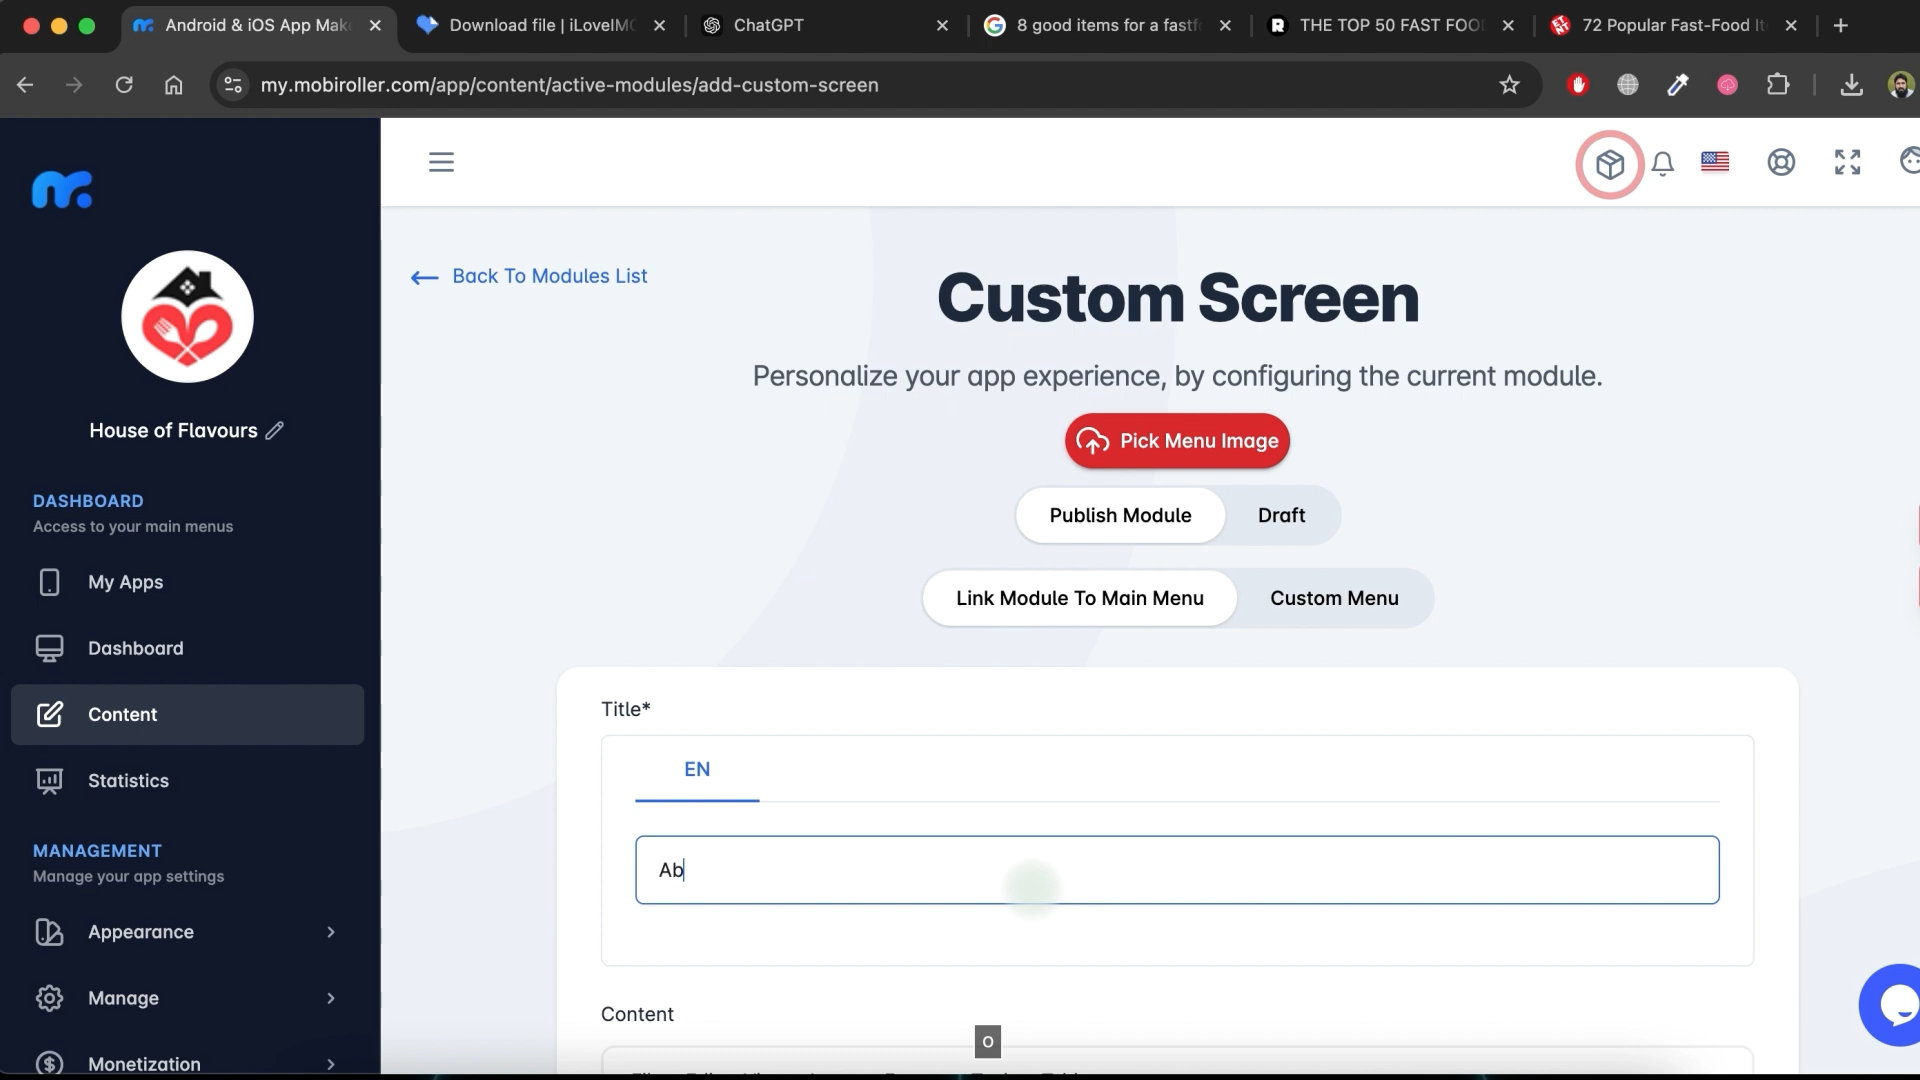 Android & iOS App Mak
Download file | iLoveIM
ChatGPT
8 good items for a fastf
THE TOP 50 FAST FOO
72 Popular Fast-Food It
my.mobiroller.com/app/content/active-modules/add-custom-screen
Back To Modules List
Custom Screen
Personalize your app experience, by configuring the current module.
Pick Menu Image
Publish Module
Draft
Link Module To Main Menu
Custom Menu
House of Flavours
DASHBOARD
Access to your main menus
My Apps
Dashboard
Content
Statistics
MANAGEMENT
Manage your app settings
Appearance
Manage
Monetization
Title*
EN
Ab
Content
o